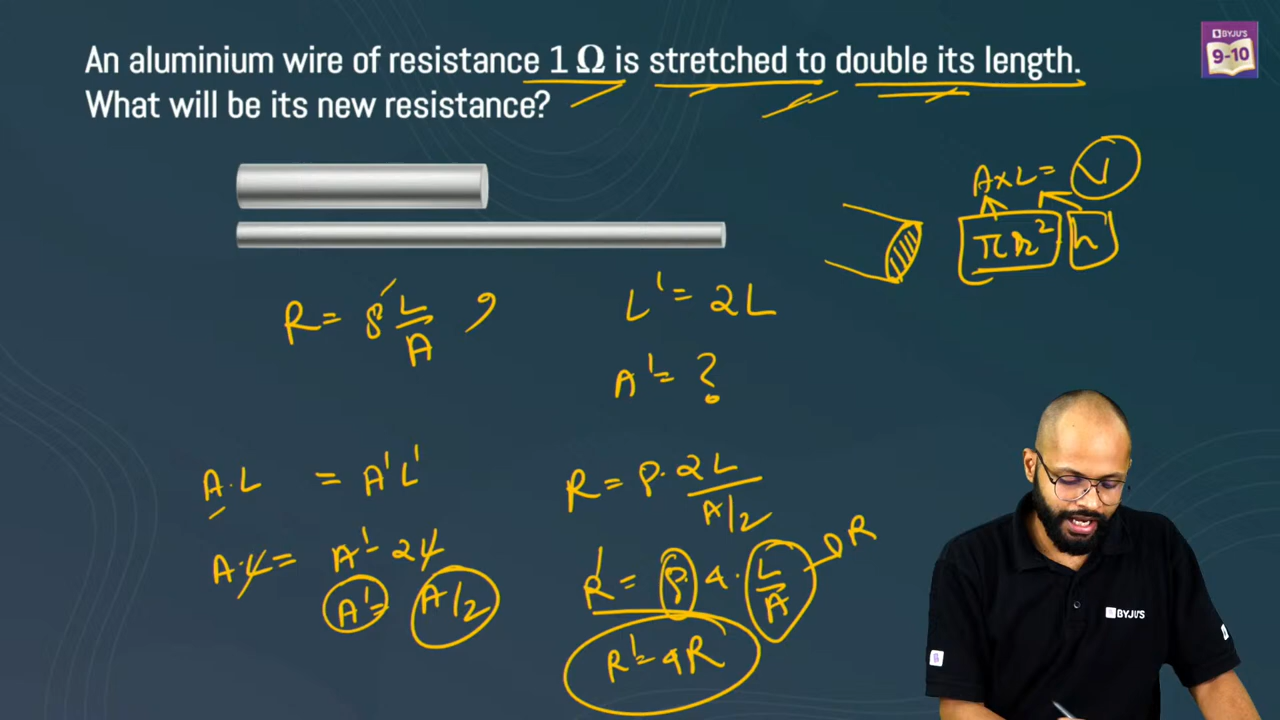 An aluminium wire of resistance 1 Ω is stretched to double its length.
What will be its new resistance?
BYJU'S
9-10
A×L = V
πr² h
R = ρ L/A ,
L' = 2L
A' = ?
A·L = A'L'
A·L = A'·2L
A' = A/2
R = ρ· 2L/A/2
R' = ρ 4· L/A → R
R' = 4R
BYJU'S